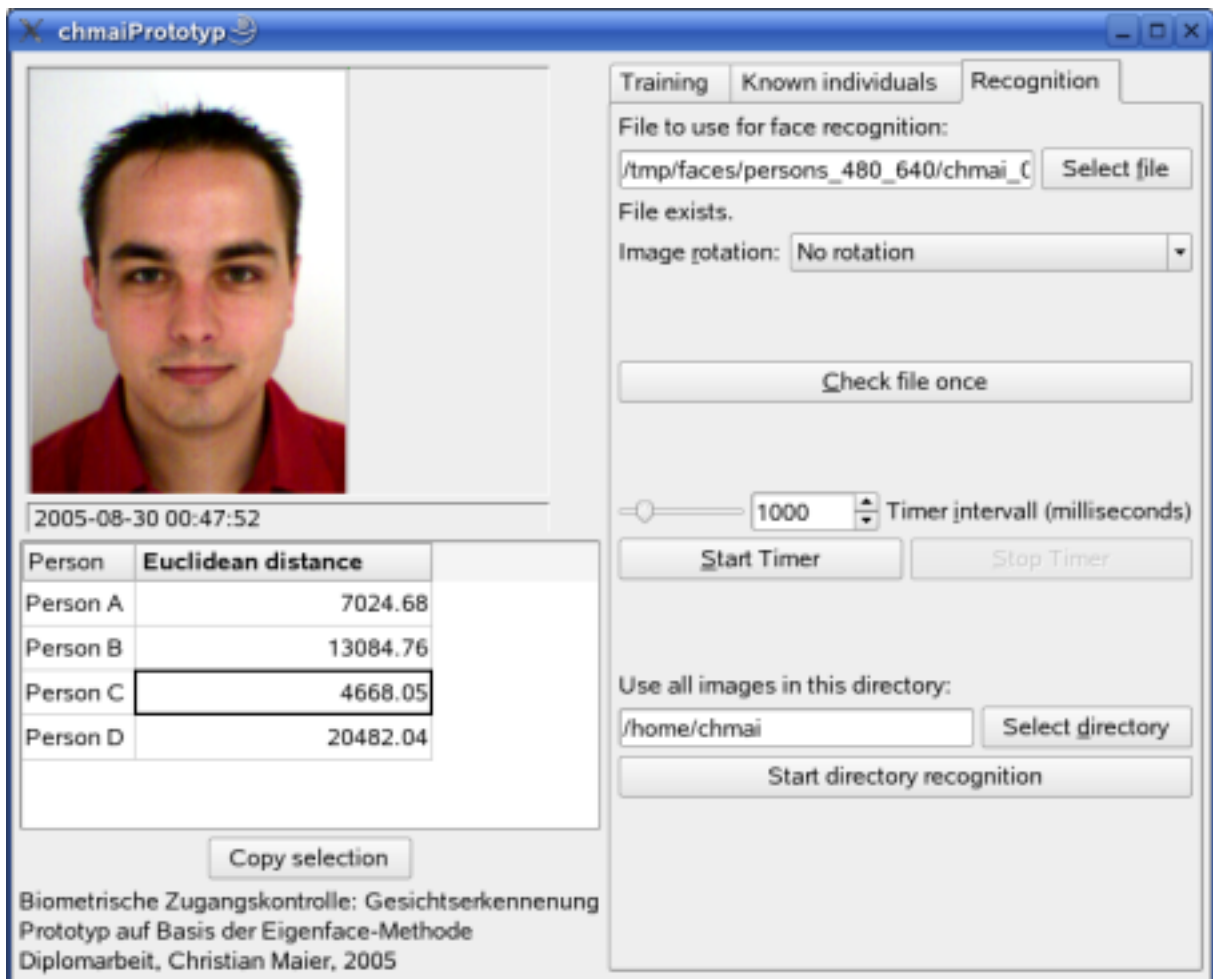 chmaiPrototyp
2005-08-30 00:47:52
Person Euclidean distance
Person A 7024.68
Person B 13084.76
Person C 4668.05
Person D 20482.04
Copy selection
Biometrische Zugangskontrolle: Gesichtserkennenung
Prototyp auf Basis der Eigenface-Methode
Diplomarbeit, Christian Maier, 2005
Training Known individuals Recognition
File to use for face recognition:
/tmp/faces/persons_480_640/chmai_0 Select file
File exists.
Image rotation: No rotation
Check file once
1000 Timer intervall (milliseconds)
Start Timer Stop Timer
Use all images in this directory:
/home/chmai Select directory
Start directory recognition